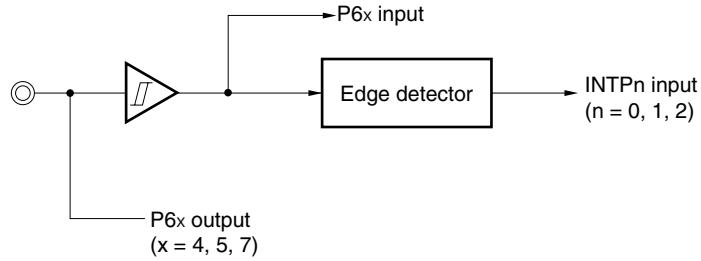 P6x input
Edge detector
INTPn input
(n = 0, 1, 2)
P6x output
(x = 4, 5, 7)